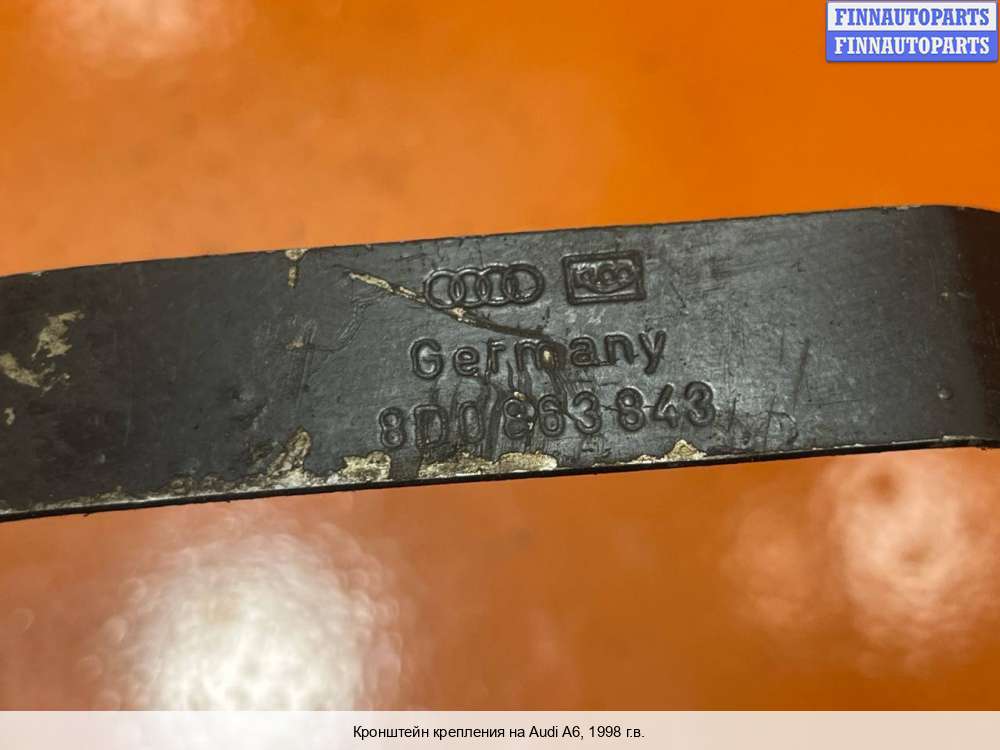 FINNAUTOPARTS
FINNAUTOPARTS
Germany
8D0 863 843
Кронштейн крепления на Audi A6, 1998 г.в.